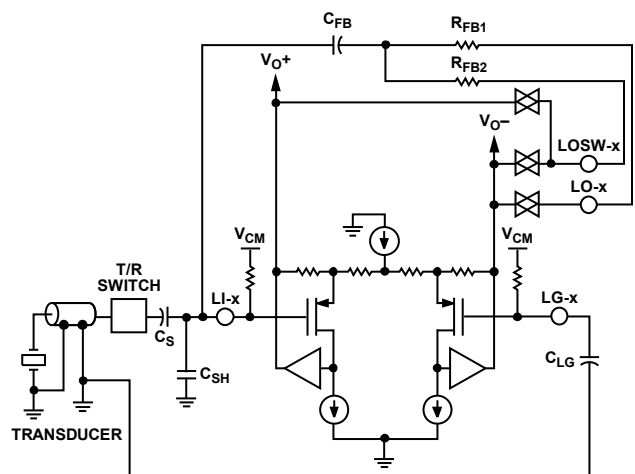 CFB
RFB1
VO+
RFB2
VO–
LOSW-x
LO-x
VCM
VCM
T/R
SWITCH
LI-x
LG-x
CS
CSH
CLG
TRANSDUCER